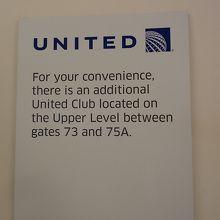 UNITED
For your convenience,
there is an additional
United Club located on
the Upper Level between
gates 73 and 75A.